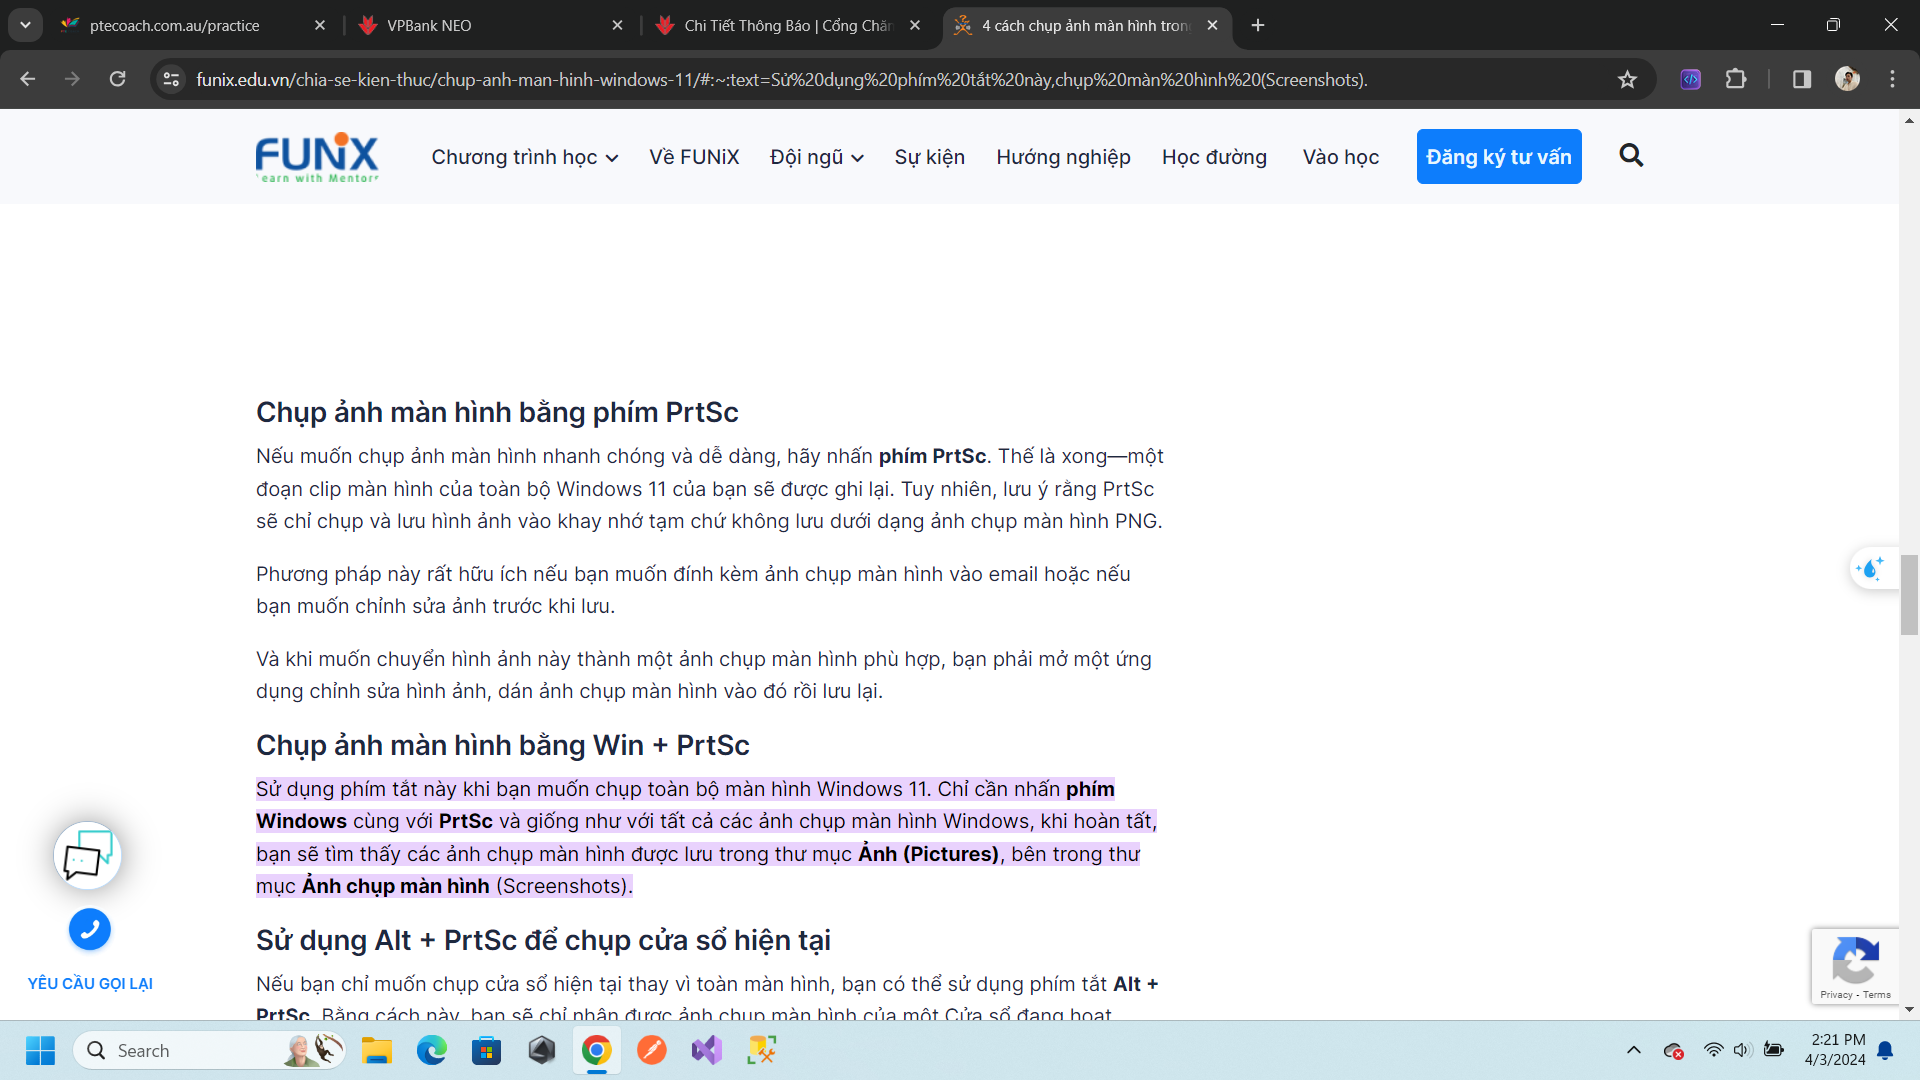 ptecoach.com.au/practice
VPBank NEO
Chi Tiết Thông Báo | Cổng Chăm
4 cách chụp ảnh màn hình tron
funix.edu.vn/chia-se-kien-thuc/chup-anh-man-hinh-windows-11/#:~:text=Sử%20dụng%20phím%20tắt%20này,chụp%20màn%20hình%20(Screenshots).
FUNiX
Learn with Mentors
Chương trình học
Về FUNiX
Đội ngũ
Sự kiện
Hướng nghiệp
Học đường
Vào học
Đăng ký tư vấn
Chụp ảnh màn hình bằng phím PrtSc
Nếu muốn chụp ảnh màn hình nhanh chóng và dễ dàng, hãy nhấn phím PrtSc. Thế là xong—một
đoạn clip màn hình của toàn bộ Windows 11 của bạn sẽ được ghi lại. Tuy nhiên, lưu ý rằng PrtSc
sẽ chỉ chụp và lưu hình ảnh vào khay nhớ tạm chứ không lưu dưới dạng ảnh chụp màn hình PNG.
Phương pháp này rất hữu ích nếu bạn muốn đính kèm ảnh chụp màn hình vào email hoặc nếu
bạn muốn chỉnh sửa ảnh trước khi lưu.
Và khi muốn chuyển hình ảnh này thành một ảnh chụp màn hình phù hợp, bạn phải mở một ứng
dụng chỉnh sửa hình ảnh, dán ảnh chụp màn hình vào đó rồi lưu lại.
Chụp ảnh màn hình bằng Win + PrtSc
Sử dụng phím tắt này khi bạn muốn chụp toàn bộ màn hình Windows 11. Chỉ cần nhấn phím
Windows cùng với PrtSc và giống như với tất cả các ảnh chụp màn hình Windows, khi hoàn tất,
bạn sẽ tìm thấy các ảnh chụp màn hình được lưu trong thư mục Ảnh (Pictures), bên trong thư
mục Ảnh chụp màn hình (Screenshots).
Sử dụng Alt + PrtSc để chụp cửa sổ hiện tại
Nếu bạn chỉ muốn chụp cửa sổ hiện tại thay vì toàn màn hình, bạn có thể sử dụng phím tắt Alt +
PrtSc. Bằng cách này, bạn sẽ chỉ nhận được ảnh chụp màn hình của một Cửa sổ đang hoạt
YÊU CẦU GỌI LẠI
Privacy - Terms
Search
2:21 PM
4/3/2024